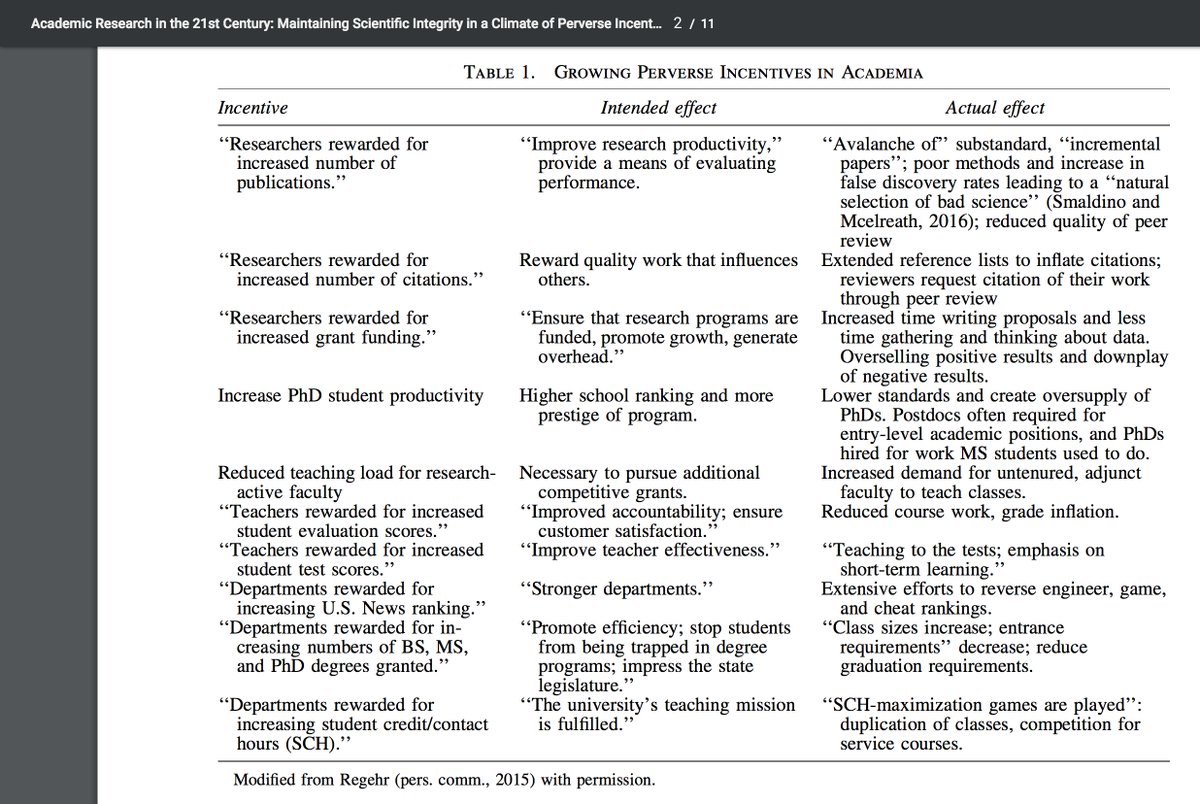 Academic Research in the 21st Century: Maintaining Scientific Integrity in a Climate of Perverse Incent... 2 / 11
TABLE 1. GROWING PERVERSE INCENTIVES IN ACADEMIA
Incentive Intended effect Actual effect
‘‘Researchers rewarded for ‘‘Improve research productivity,’’ ‘‘Avalanche of’’ substandard, ‘‘incremental
increased number of provide a means of evaluating papers’’; poor methods and increase in
publications.’’ performance. false discovery rates leading to a ‘‘natural
selection of bad science’’ (Smaldino and
Mcelreath, 2016); reduced quality of peer
review
‘‘Researchers rewarded for Reward quality work that influences Extended reference lists to inflate citations;
increased number of citations.’’ others. reviewers request citation of their work
through peer review
‘‘Researchers rewarded for ‘‘Ensure that research programs are Increased time writing proposals and less
increased grant funding.’’ funded, promote growth, generate time gathering and thinking about data.
overhead.’’ Overselling positive results and downplay
of negative results.
Increase PhD student productivity Higher school ranking and more Lower standards and create oversupply of
prestige of program. PhDs. Postdocs often required for
entry-level academic positions, and PhDs
hired for work MS students used to do.
Reduced teaching load for research- Necessary to pursue additional Increased demand for untenured, adjunct
active faculty competitive grants. faculty to teach classes.
‘‘Teachers rewarded for increased ‘‘Improved accountability; ensure Reduced course work, grade inflation.
student evaluation scores.’’ customer satisfaction.’’
‘‘Teachers rewarded for increased ‘‘Improve teacher effectiveness.’’ ‘‘Teaching to the tests; emphasis on
student test scores.’’ short-term learning.’’
‘‘Departments rewarded for ‘‘Stronger departments.’’ Extensive efforts to reverse engineer, game,
increasing U.S. News ranking.’’ and cheat rankings.
‘‘Departments rewarded for in- ‘‘Promote efficiency; stop students ‘‘Class sizes increase; entrance
creasing numbers of BS, MS, from being trapped in degree requirements’’ decrease; reduce
and PhD degrees granted.’’ programs; impress the state graduation requirements.
legislature.’’
‘‘Departments rewarded for ‘‘The university’s teaching mission ‘‘SCH-maximization games are played’’:
increasing student credit/contact is fulfilled.’’ duplication of classes, competition for
hours (SCH).’’ service courses.
Modified from Regehr (pers. comm., 2015) with permission.